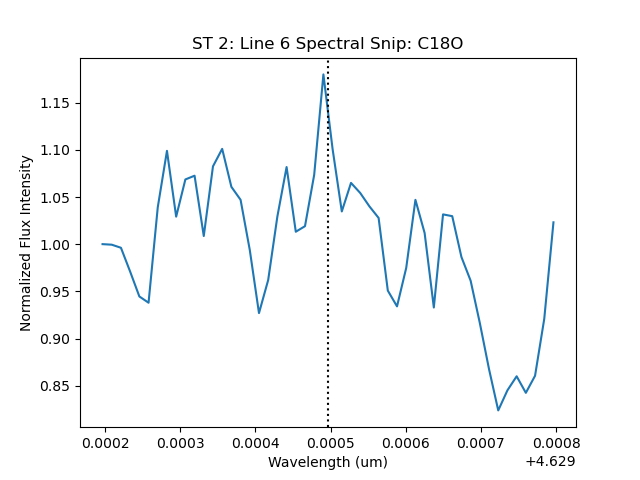 ST 2: Line 6 Spectral Snip: C18O
Normalized Flux Intensity
1.15
1.10
1.05
1.00
0.95
0.90
0.85
0.0002 0.0003 0.0004 0.0005 0.0006 0.0007 0.0008
Wavelength (um)
+4.629